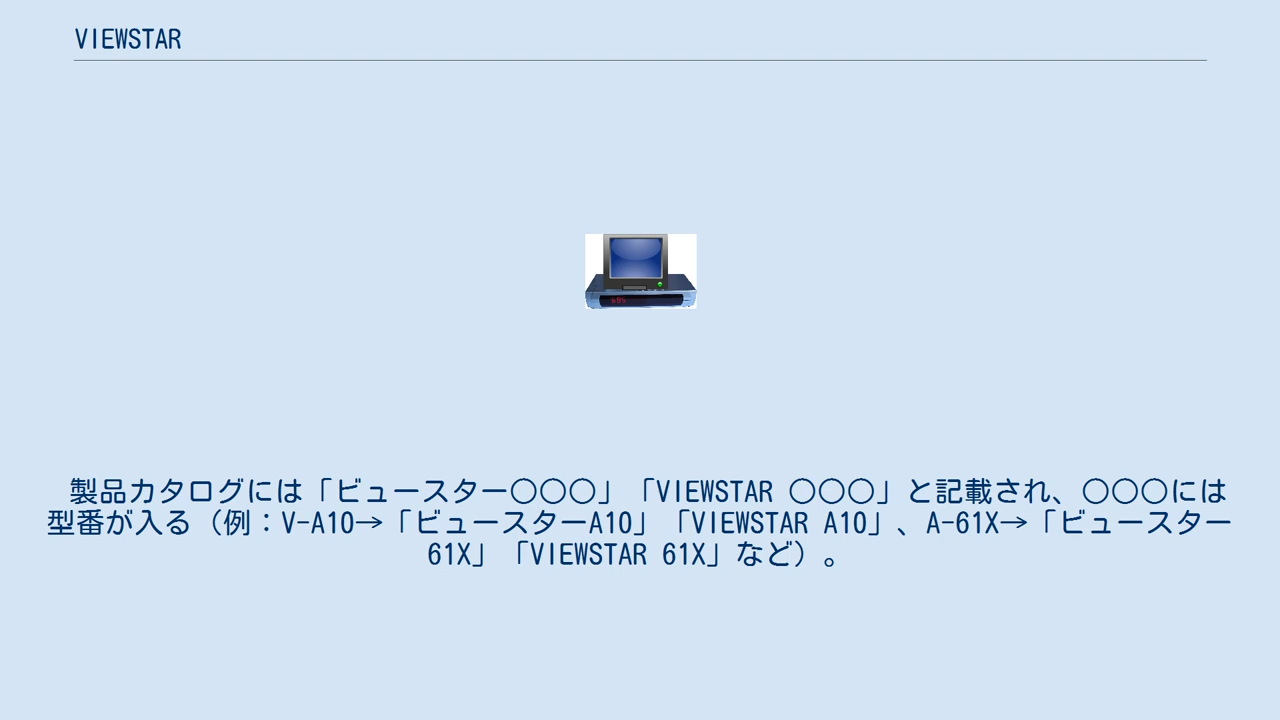 VIEWSTAR
製品カタログには「ビュースター○○○」「VIEWSTAR ○○○」と記載され、○○○には
型番が入る（例：V-A10→「ビュースターA10」「VIEWSTAR A10」、A-61X→「ビュースター
61X」「VIEWSTAR 61X」など）。